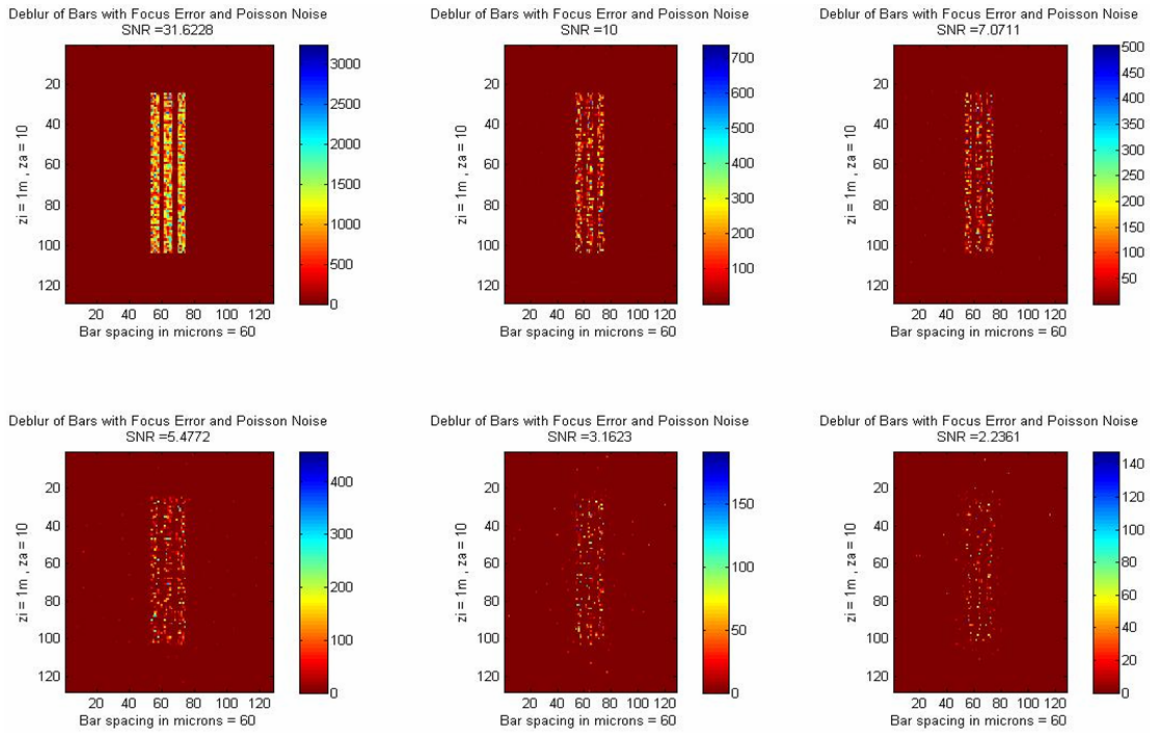 Deblur of Bars with Focus Error and Poisson Noise
SNR =31.6228
zi = 1m , za = 10
20
40
60
80
100
120
20 40 60 80 100 120
Bar spacing in microns = 60
3000
2500
2000
1500
1000
500
0
Deblur of Bars with Focus Error and Poisson Noise
SNR =10
zi = 1m , za = 10
20
40
60
80
100
120
20 40 60 80 100 120
Bar spacing in microns = 60
700
600
500
400
300
200
100
Deblur of Bars with Focus Error and Poisson Noise
SNR =7.0711
zi = 1m , za = 10
20
40
60
80
100
120
20 40 60 80 100 120
Bar spacing in microns = 60
500
450
400
350
300
250
200
150
100
50
Deblur of Bars with Focus Error and Poisson Noise
SNR =5.4772
zi = 1m , za = 10
20
40
60
80
100
120
20 40 60 80 100 120
Bar spacing in microns = 60
400
300
200
100
0
Deblur of Bars with Focus Error and Poisson Noise
SNR =3.1623
zi = 1m , za = 10
20
40
60
80
100
120
20 40 60 80 100 120
Bar spacing in microns = 60
150
100
50
0
Deblur of Bars with Focus Error and Poisson Noise
SNR =2.2361
zi = 1m , za = 10
20
40
60
80
100
120
20 40 60 80 100 120
Bar spacing in microns = 60
140
120
100
80
60
40
20
0